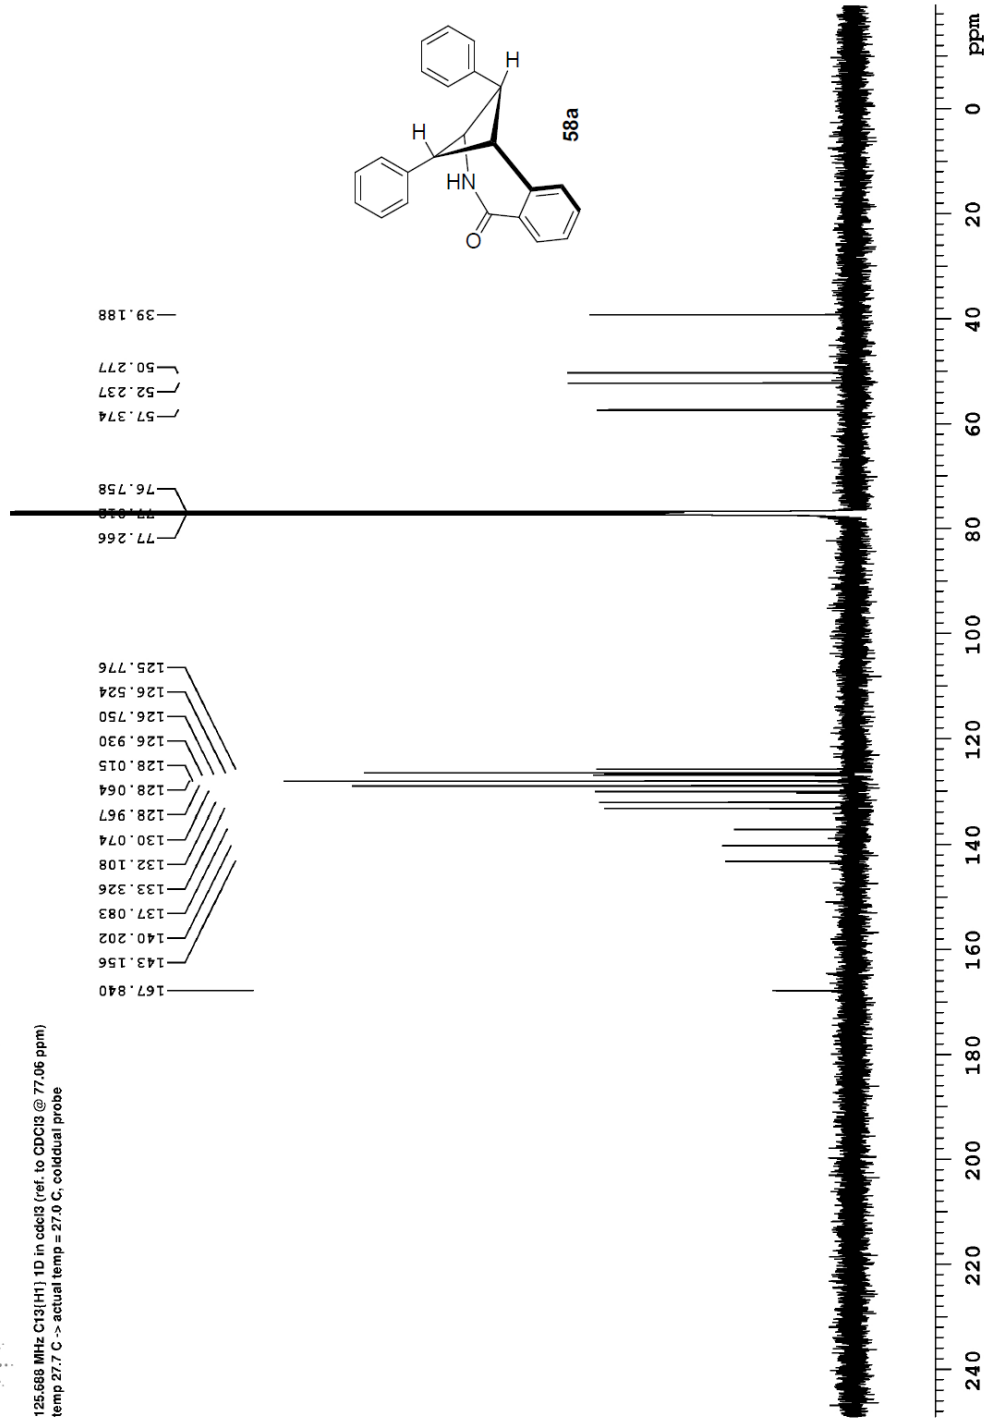 125.688 MHz C13{H1} 1D in cdcl3 (ref. to CDCl3 @ 77.06 ppm)
temp 27.7 C -> actual temp = 27.0 C, colddual probe
H
H
HN
O
58a
39.188
50.277
52.237
57.374
76.758
77.012
77.266
125.776
126.524
126.750
126.930
128.015
128.064
128.967
130.074
132.108
133.326
137.083
140.202
143.156
167.840
240 220 200 180 160 140 120 100 80 60 40 20 0 ppm